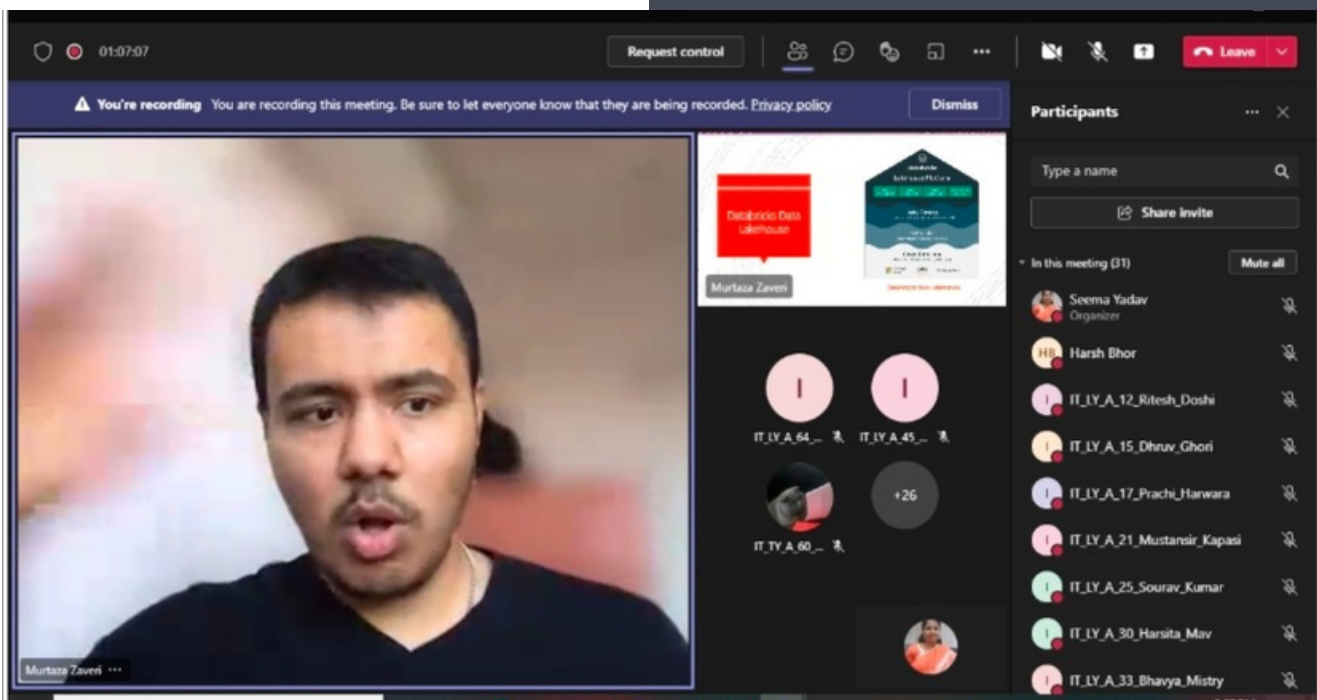 01:07:07
Request control
Leave
You're recording You are recording this meeting. Be sure to let everyone know that they are being recorded. Privacy policy
Dismiss
Participants
Type a name
Share invite
In this meeting (31)
Mute all
Databricks Data
Lakehouse
Murtaza Zaveri
Seema Yadav
Organizer
HB
Harsh Bhor
I
IT_LY_A_12_Ritesh_Doshi
I
IT_LY_A_15_Dhruv_Ghori
I
IT_LY_A_17_Prachi_Harwara
I
IT_LY_A_21_Mustansir_Kapasi
I
IT_LY_A_25_Sourav_Kumar
I
IT_LY_A_30_Harsita_Mav
I
IT_LY_A_33_Bhavya_Mistry
I
I
IT_LY_A_64_...
IT_LY_A_45_...
+26
IT_TY_A_60_...
Murtaza Zaveri